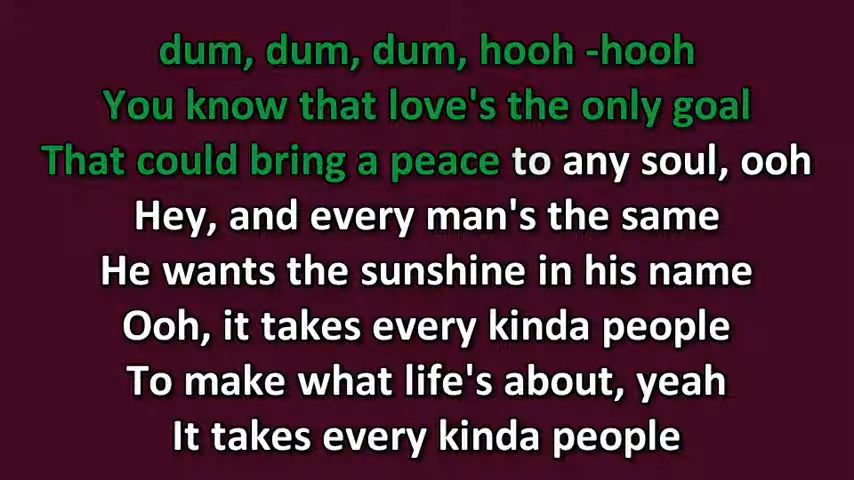 dum, dum, dum, hooh -hooh
You know that love's the only goal
That could bring a peace to any soul, ooh
Hey, and every man's the same
He wants the sunshine in his name
Ooh, it takes every kinda people
To make what life's about, yeah
It takes every kinda people